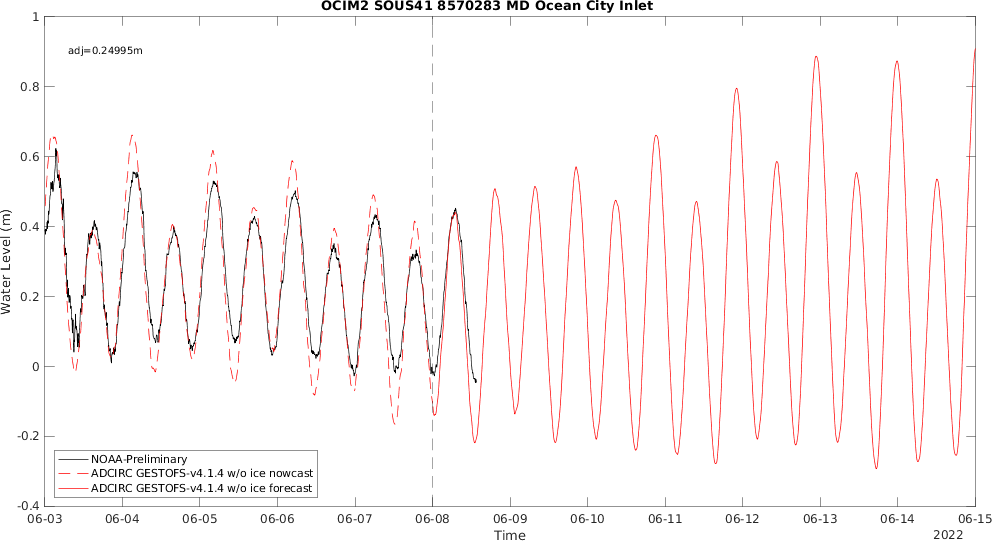 OCIM2 SOUS41 8570283 MD Ocean City Inlet
adj=0.24995m
Water Level (m)
1
0.8
0.6
0.4
0.2
0
-0.2
-0.4
NOAA-Preliminary
ADCIRC GESTOFS-v4.1.4 w/o ice nowcast
ADCIRC GESTOFS-v4.1.4 w/o ice forecast
06-03 06-04 06-05 06-06 06-07 06-08 06-09 06-10 06-11 06-12 06-13 06-14 06-15
Time
2022